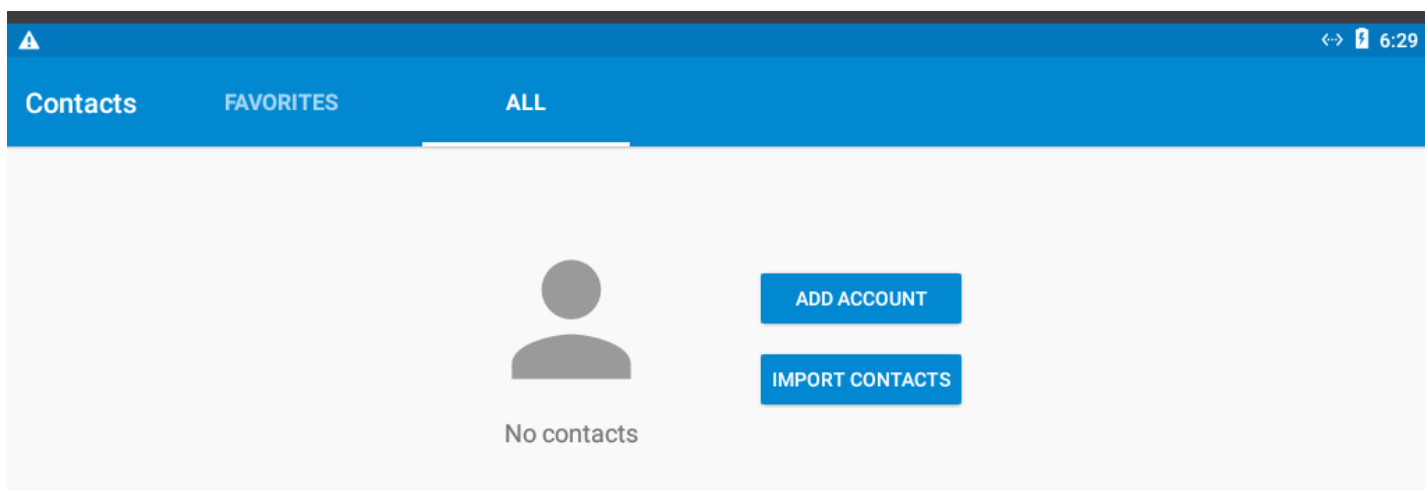 6:29
Contacts FAVORITES ALL
ADD ACCOUNT
IMPORT CONTACTS
No contacts